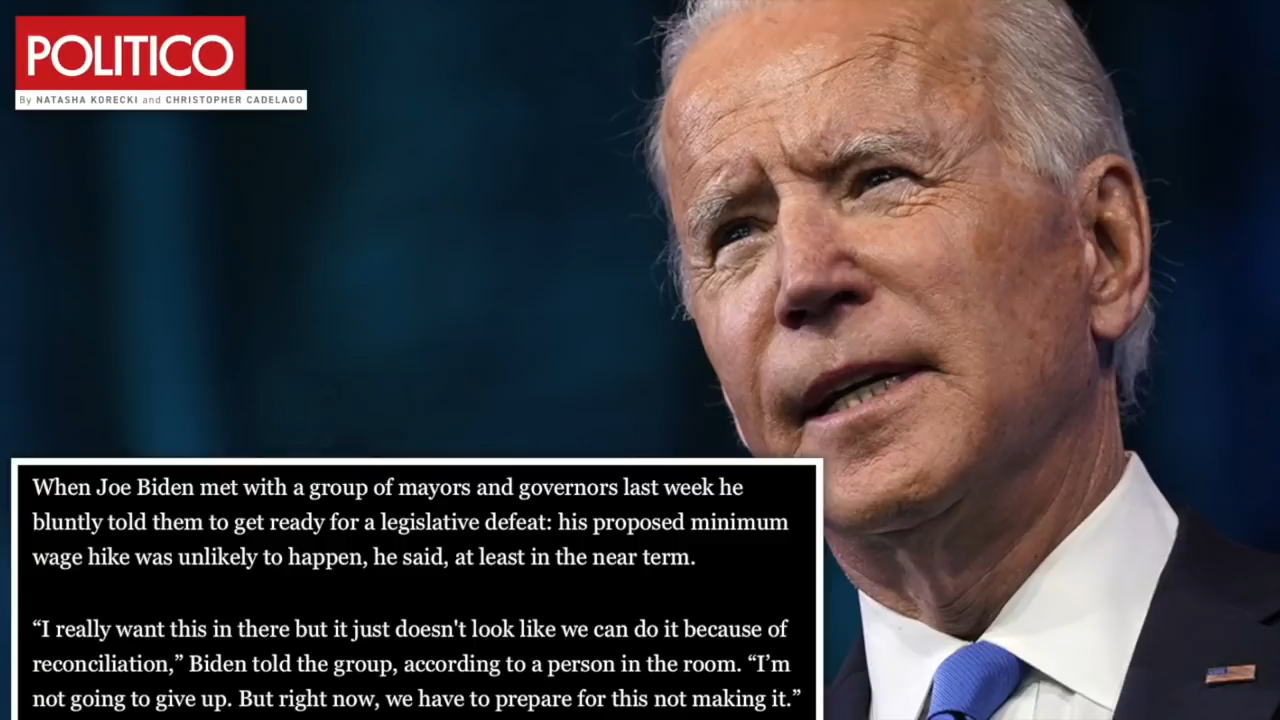 POLITICO
By NATASHA KORECKI and CHRISTOPHER CADELAGO
When Joe Biden met with a group of mayors and governors last week he
bluntly told them to get ready for a legislative defeat: his proposed minimum
wage hike was unlikely to happen, he said, at least in the near term.
“I really want this in there but it just doesn't look like we can do it because of
reconciliation,” Biden told the group, according to a person in the room. “I’m
not going to give up. But right now, we have to prepare for this not making it.”